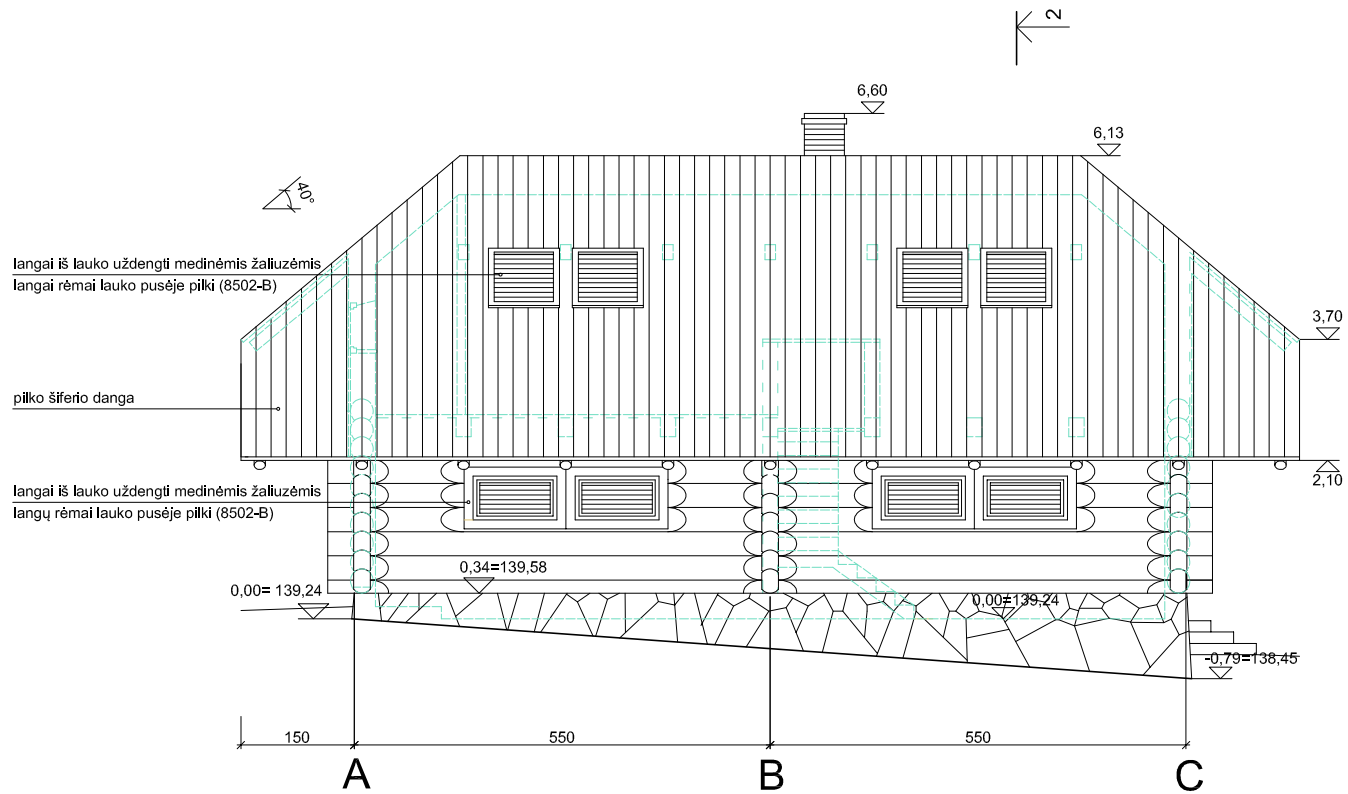 2
6,60
6,13
40°
langai iš lauko uždengti medinėmis žaliuzėmis
langai rėmai lauko pusėje pilki (8502-B)
3,70
pilko šiferio danga
2,10
langai iš lauko uždengti medinėmis žaliuzėmis
langų rėmai lauko pusėje pilki (8502-B)
0,34=139,58
0,00= 139,24
0,00=139,24
-0,79=138,45
150
550
550
A
B
C